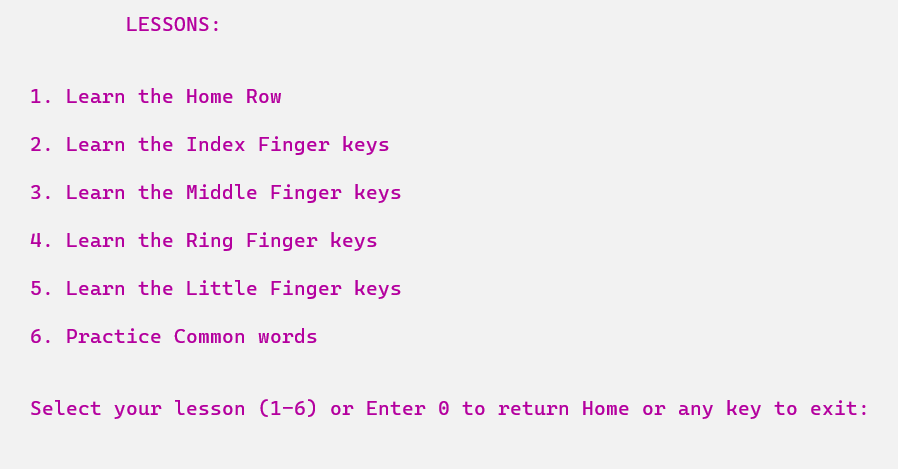 LESSONS:
1. Learn the Home Row
2. Learn the Index Finger keys
3. Learn the Middle Finger keys
4. Learn the Ring Finger keys
5. Learn the Little Finger keys
6. Practice Common words
Select your lesson (1-6) or Enter 0 to return Home or any key to exit: